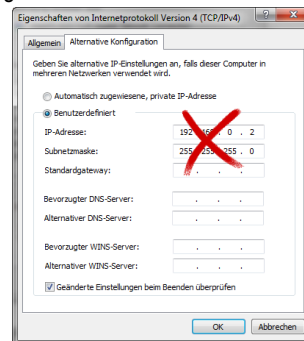 Eigenschaften von Internetprotokoll Version 4 (TCP/IPv4)
Allgemein Alternative Konfiguration
Geben Sie alternative IP-Einstellungen an, falls dieser Computer in
mehreren Netzwerken verwendet wird.
Automatisch zugewiesene, private IP-Adresse
Benutzerdefiniert
IP-Adresse: 192 . 168 . 0 . 2
Subnetzmaske: 255 . 255 . 255 . 0
Standardgateway: . . .
Bevorzugter DNS-Server: . . .
Alternativer DNS-Server: . . .
Bevorzugter WINS-Server: . . .
Alternativer WINS-Server: . . .
Geänderte Einstellungen beim Beenden überprüfen
OK Abbrechen